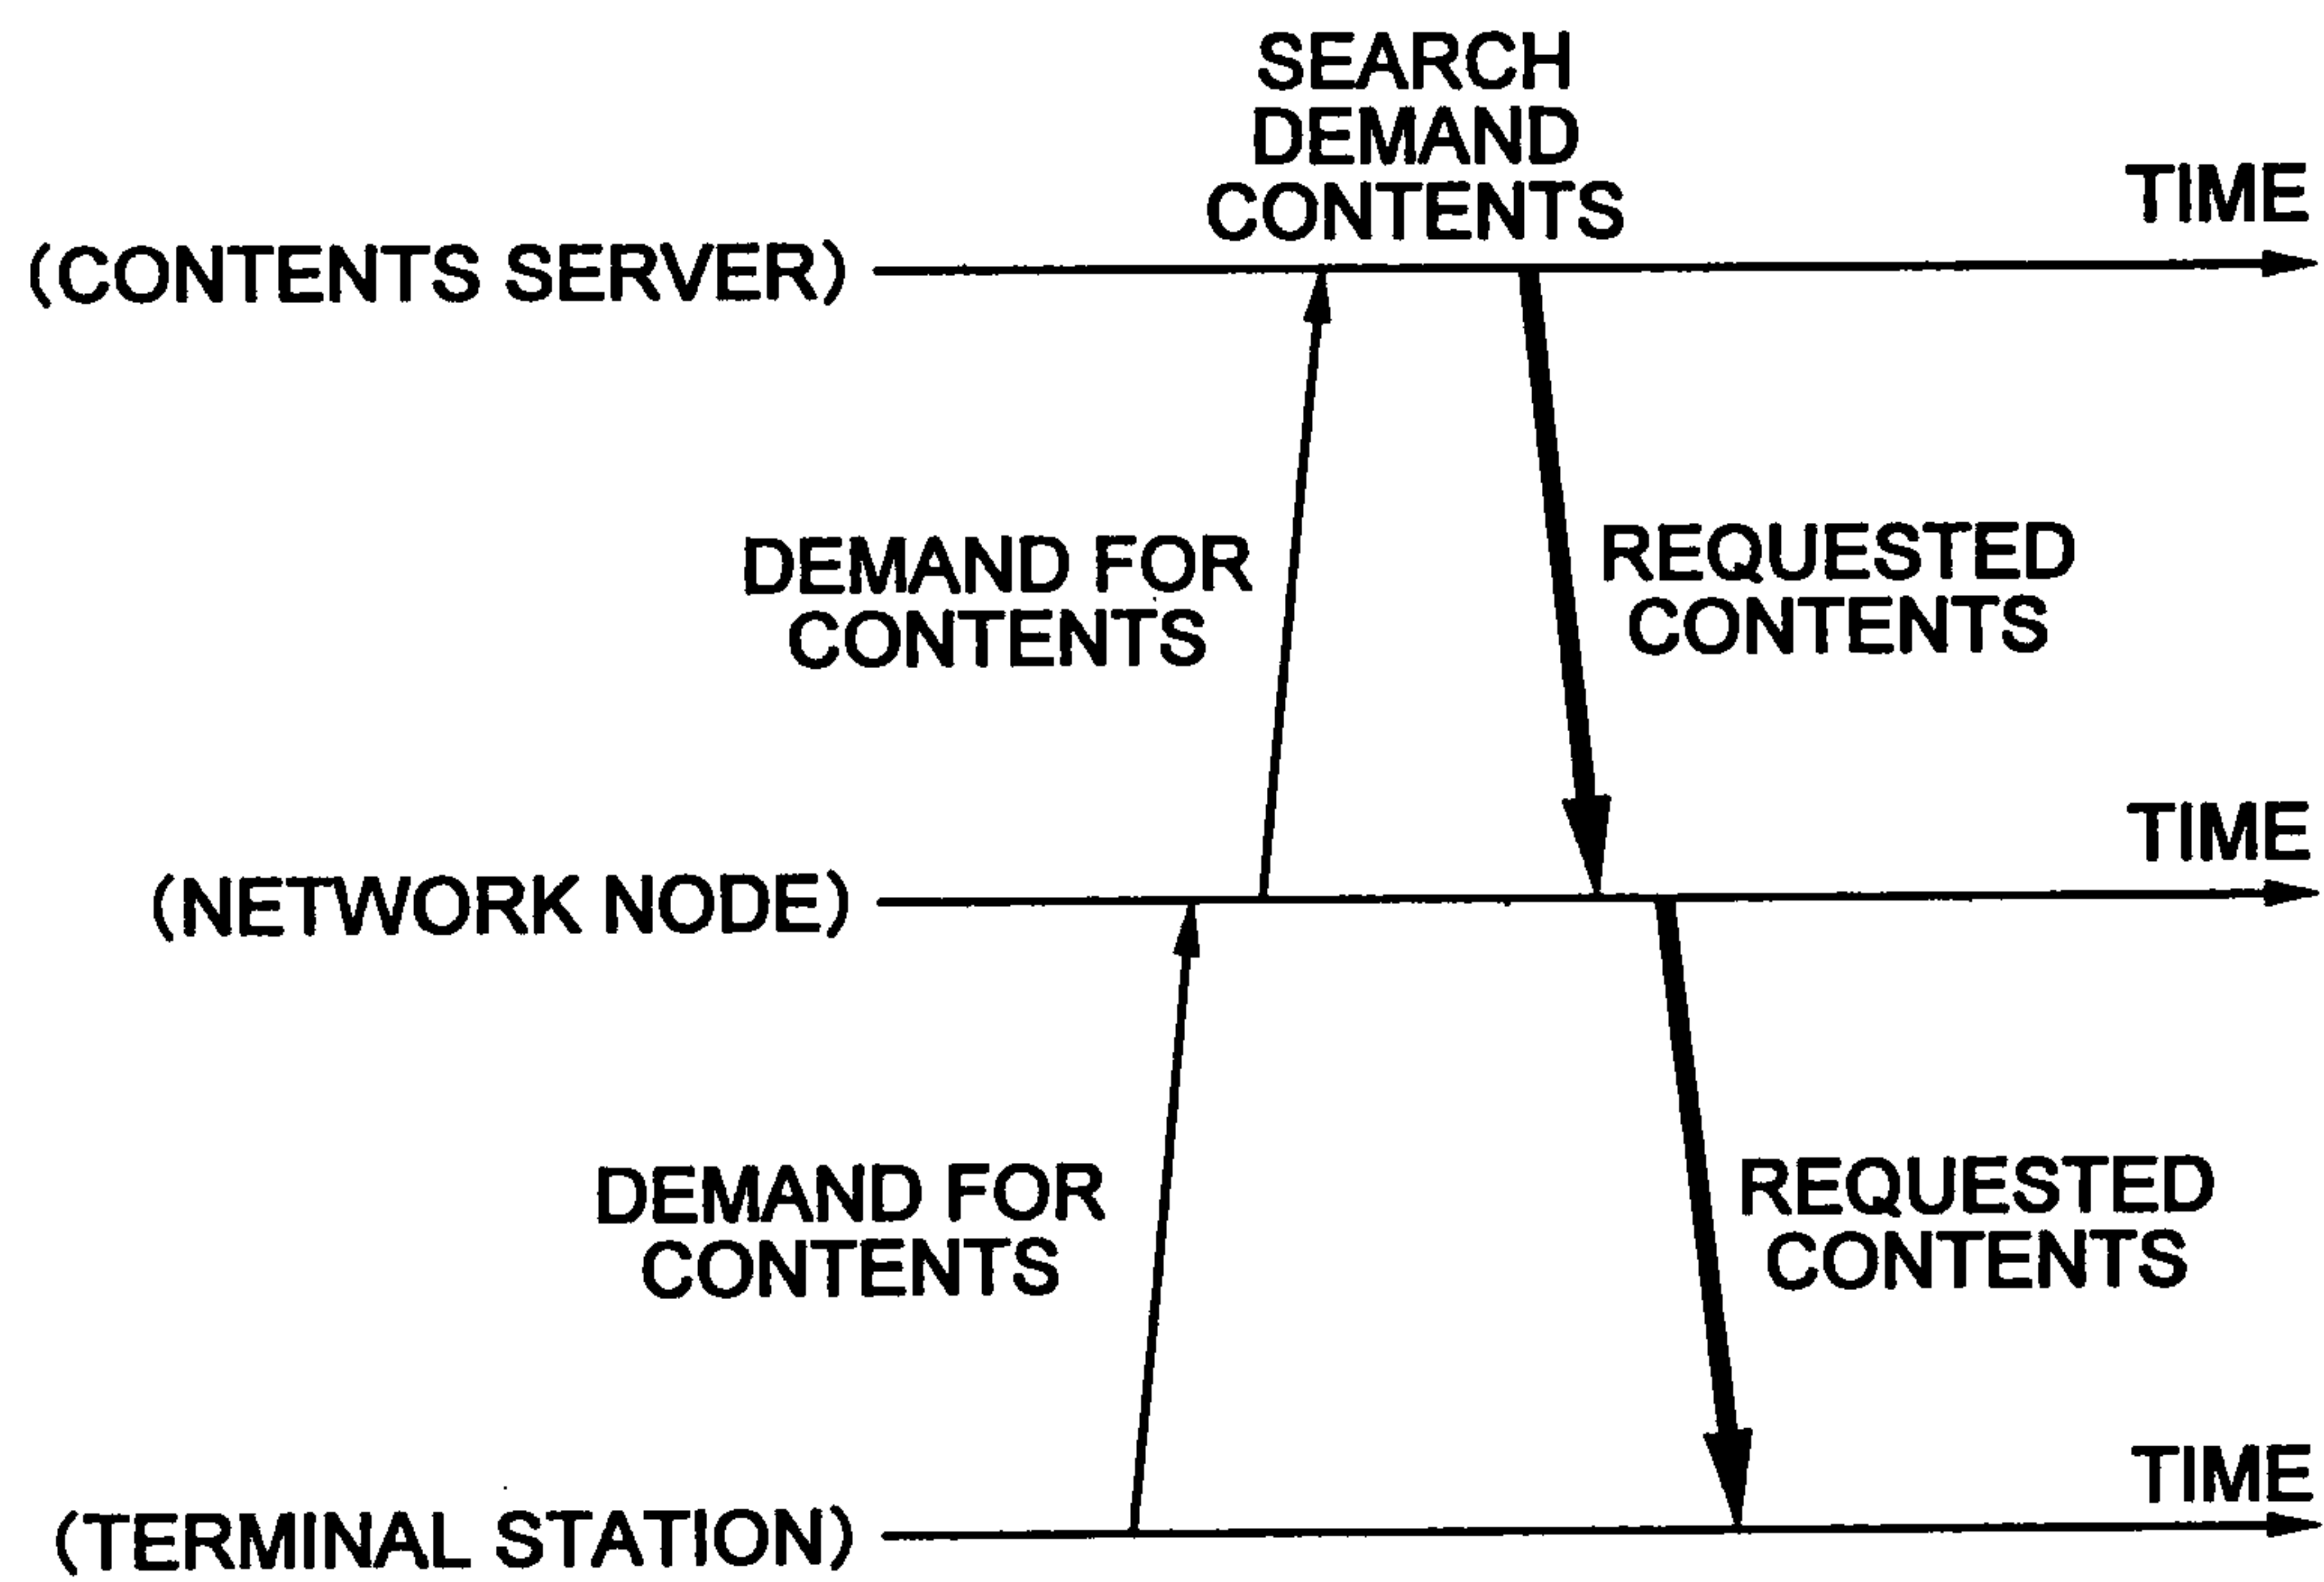 SEARCH
DEMAND
CONTENTS
TIME
(CONTENTS SERVER)
DEMAND FOR
CONTENTS
REQUESTED
CONTENTS
TIME
(NETWORK NODE)
DEMAND FOR
CONTENTS
REQUESTED
CONTENTS
TIME
(TERMINAL STATION)